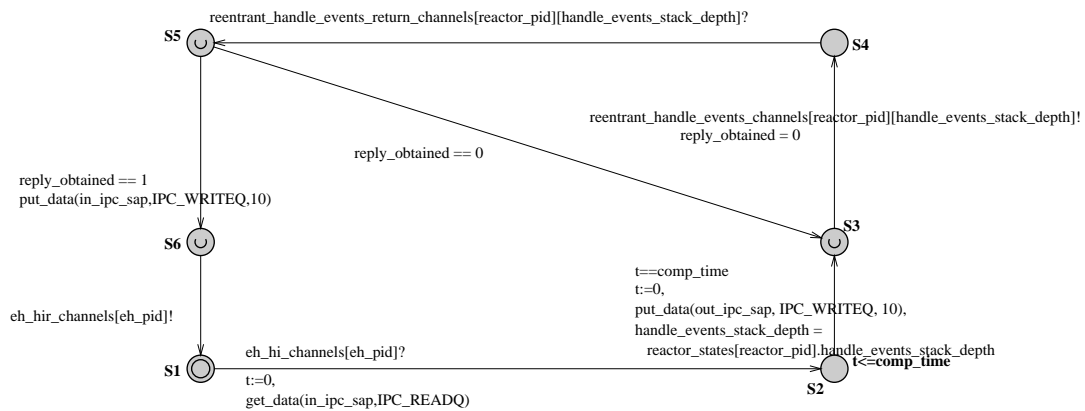 reentrant_handle_events_return_channels[reactor_pid][handle_events_stack_depth]?
S5
S4
reentrant_handle_events_channels[reactor_pid][handle_events_stack_depth]!
reply_obtained = 0
reply_obtained == 0
reply_obtained == 1
put_data(in_ipc_sap,IPC_WRITEQ,10)
S6
S3
t==comp_time
t:=0,
put_data(out_ipc_sap, IPC_WRITEQ, 10),
handle_events_stack_depth =
reactor_states[reactor_pid].handle_events_stack_depth
eh_hir_channels[eh_pid]!
eh_hi_channels[eh_pid]?
S1
t<=comp_time
t:=0,
get_data(in_ipc_sap,IPC_READQ)
S2